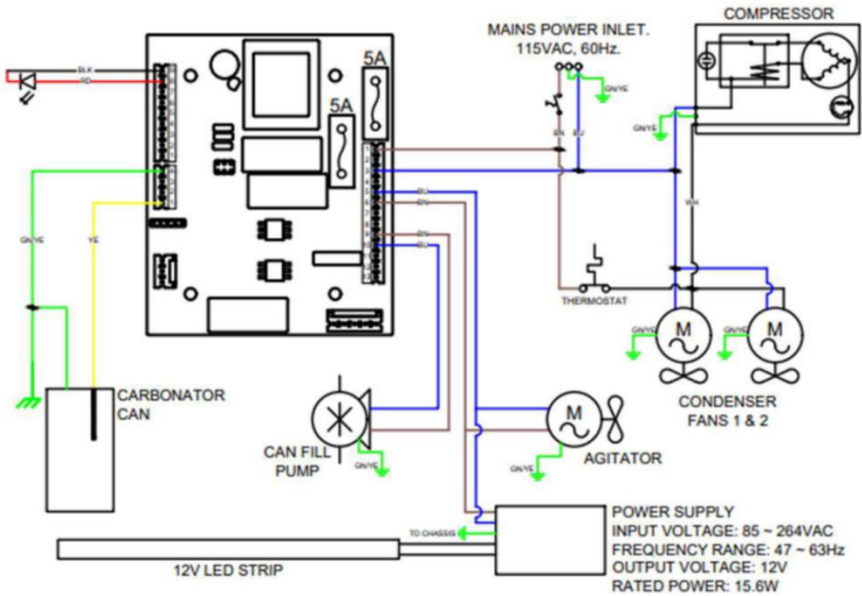 COMPRESSOR
MAINS POWER INLET.
115VAC, 60Hz.
5A
5A
BLK
RD
GN/YE
BN
BU
GN/YE
BU
BN
WH
GN/YE
YE
BN
BU
THERMOSTAT
GN/YE
M
GN/YE
M
CARBONATOR
CAN
CONDENSER
FANS 1 & 2
M
CAN FILL
PUMP
GN/YE
AGITATOR
GN/YE
POWER SUPPLY
INPUT VOLTAGE: 85 ~ 264VAC
FREQUENCY RANGE: 47 ~ 63Hz
OUTPUT VOLTAGE: 12V
RATED POWER: 15.6W
TO CHASSIS
12V LED STRIP